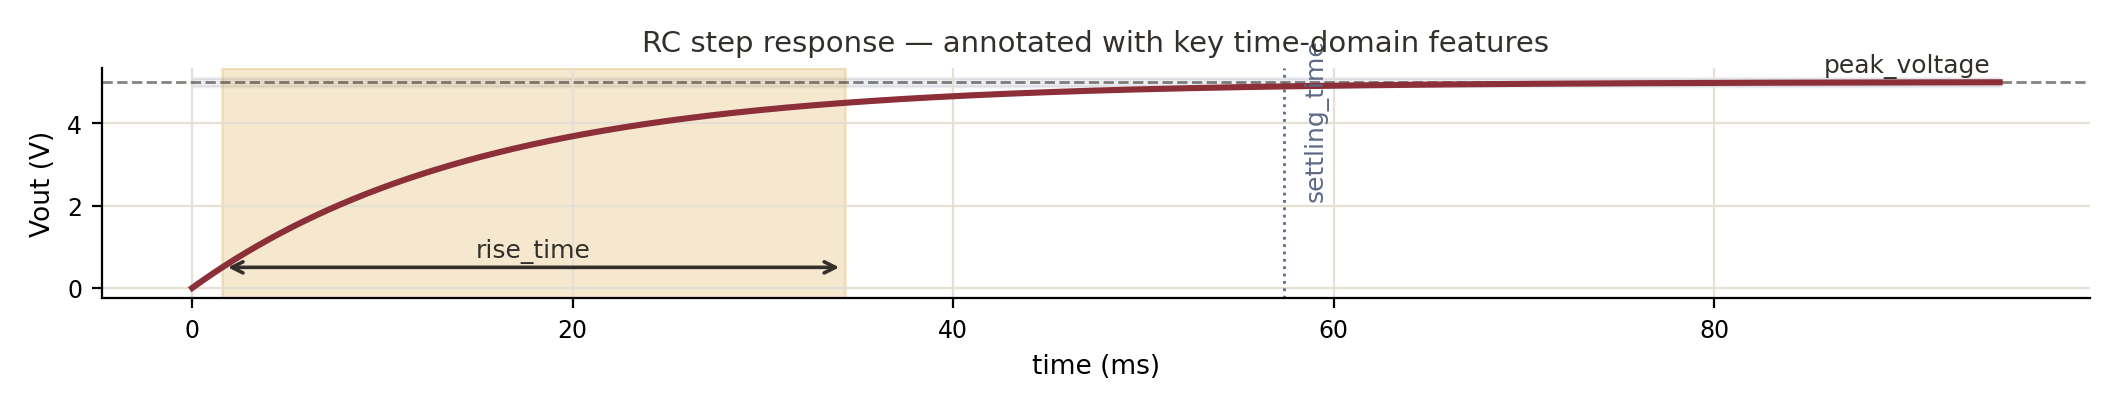 RC step response — annotated with key time-domain features
peak_voltage
settling_time
rise_time
Vout (V)
4
2
0
0
20
40
60
80
time (ms)